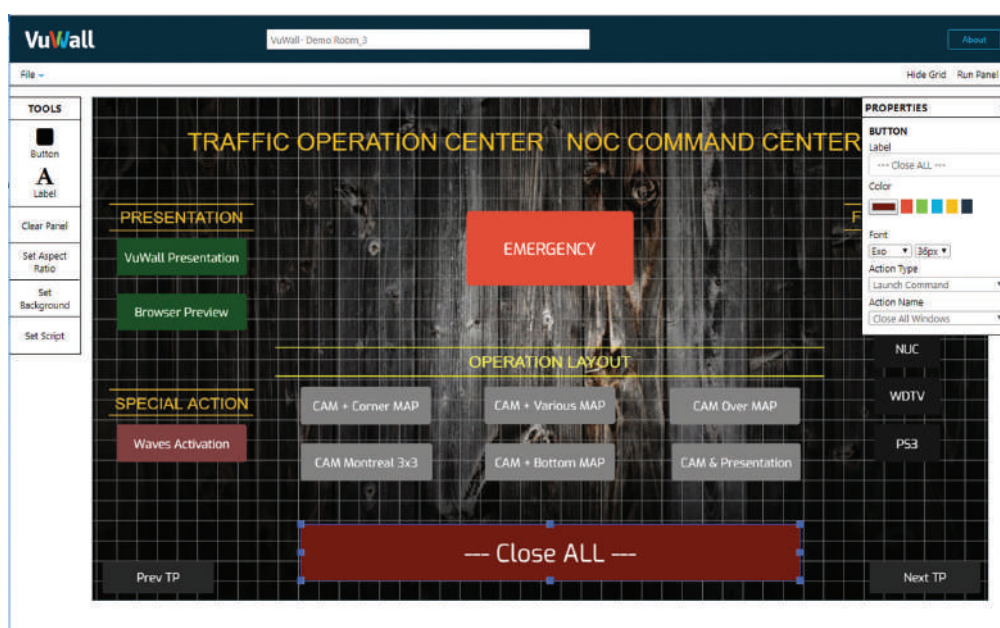 VuWall
VuWall - Demo Room_3
About
File
Hide Grid Run Panel
TOOLS
Button
A
Label
Clear Panel
Set Aspect
Ratio
Set
Background
Set Script
TRAFFIC OPERATION CENTER NOC COMMAND CENTER
PRESENTATION
VuWall Presentation
Browser Preview
EMERGENCY
F
PROPERTIES
BUTTON
Label
--- Close ALL ---
Color
Font
Exo 36px
Action Type
Launch Command
Action Name
Close All Windows
OPERATION LAYOUT
NUC
WDTV
PS3
SPECIAL ACTION
Waves Activation
CAM + Corner MAP
CAM + Various MAP
CAM Over MAP
CAM Montreal 3x3
CAM + Bottom MAP
CAM & Presentation
--- Close ALL ---
Prev TP
Next TP